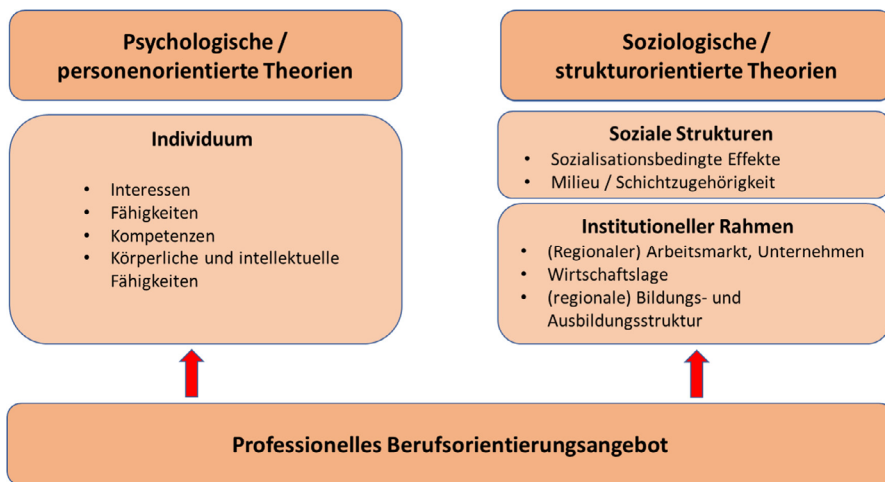 Psychologische /
personenorientierte Theorien
Individuum
• Interessen
• Fähigkeiten
• Kompetenzen
• Körperliche und intellektuelle
Fähigkeiten
Soziologische /
strukturorientierte Theorien
Soziale Strukturen
• Sozialisationsbedingte Effekte
• Milieu / Schichtzugehörigkeit
Institutioneller Rahmen
• (Regionaler) Arbeitsmarkt, Unternehmen
• Wirtschaftslage
• (regionale) Bildungs- und
Ausbildungsstruktur
Professionelles Berufsorientierungsangebot